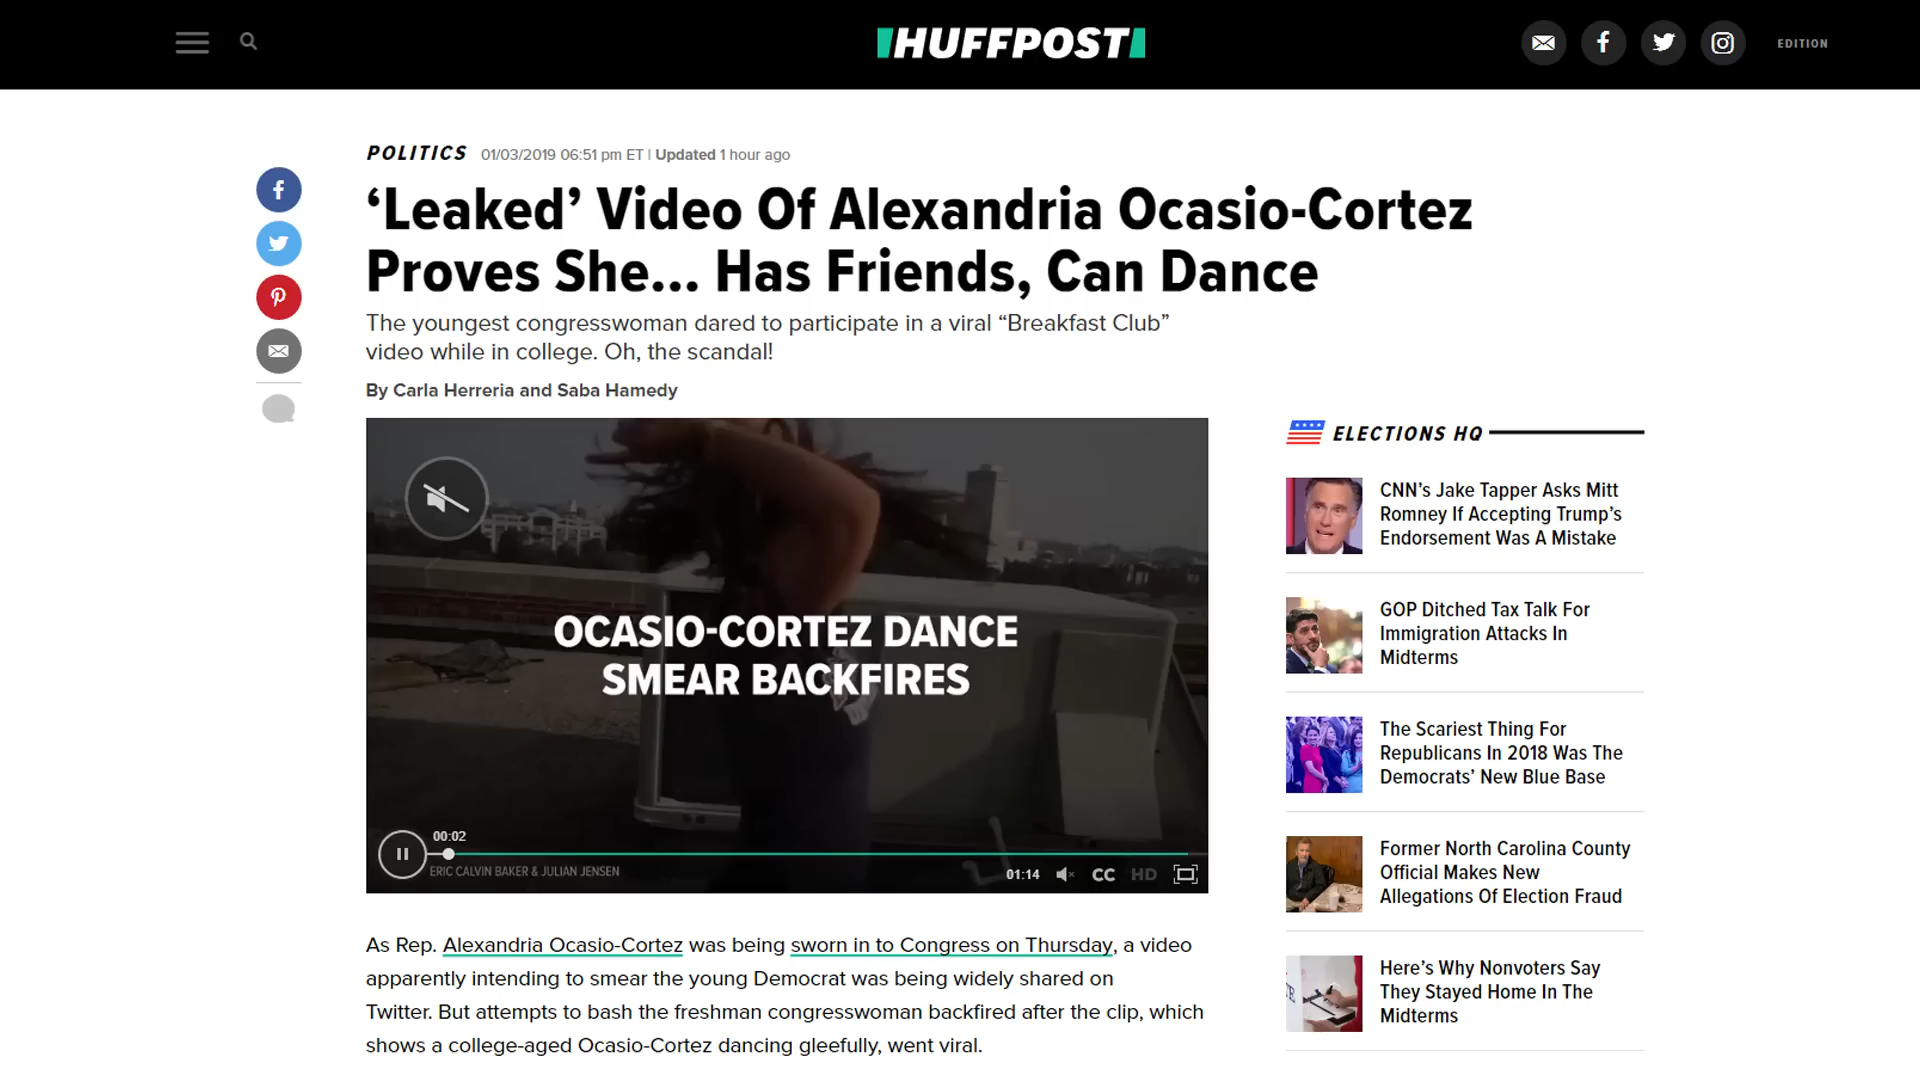 HUFFPOST
EDITION
POLITICS 01/03/2019 06:51 pm ET | Updated 1 hour ago
‘Leaked’ Video Of Alexandria Ocasio-Cortez
Proves She... Has Friends, Can Dance
The youngest congresswoman dared to participate in a viral “Breakfast Club”
video while in college. Oh, the scandal!
By Carla Herreria and Saba Hamedy
OCASIO-CORTEZ DANCE
SMEAR BACKFIRES
00:02
ERIC CALVIN BAKER & JULIAN JENSEN
01:14 CC HD
As Rep. Alexandria Ocasio-Cortez was being sworn in to Congress on Thursday, a video
apparently intending to smear the young Democrat was being widely shared on
Twitter. But attempts to bash the freshman congresswoman backfired after the clip, which
shows a college-aged Ocasio-Cortez dancing gleefully, went viral.
ELECTIONS HQ
CNN’s Jake Tapper Asks Mitt
Romney If Accepting Trump’s
Endorsement Was A Mistake
GOP Ditched Tax Talk For
Immigration Attacks In
Midterms
The Scariest Thing For
Republicans In 2018 Was The
Democrats’ New Blue Base
Former North Carolina County
Official Makes New
Allegations Of Election Fraud
Here’s Why Nonvoters Say
They Stayed Home In The
Midterms